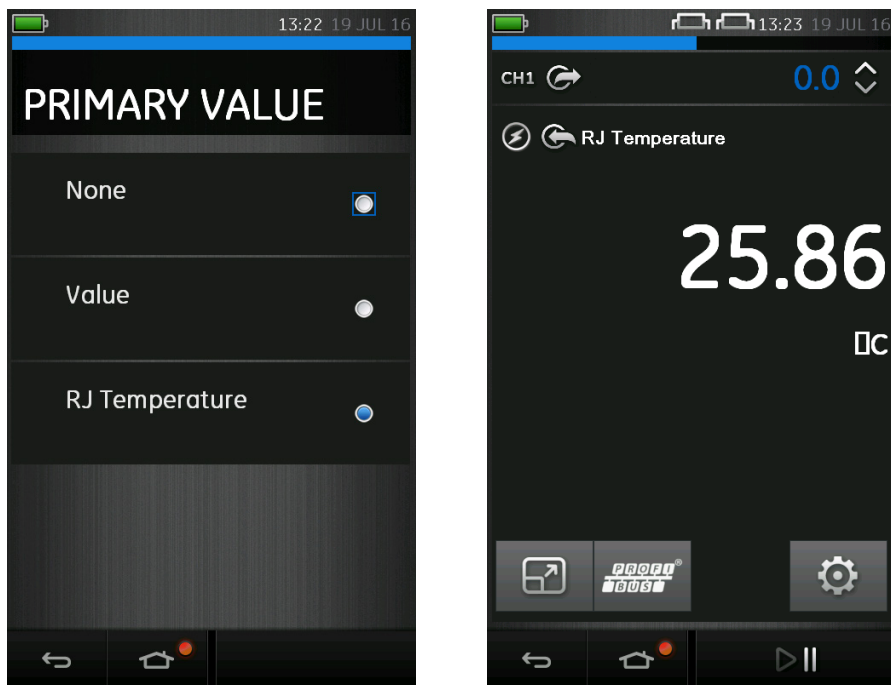 13:22 19 JUL 16
PRIMARY VALUE
None
Value
RJ Temperature
13:23 19 JUL 16
CH1 0.0
RJ Temperature
25.86
▯C
PROFI®
BUS